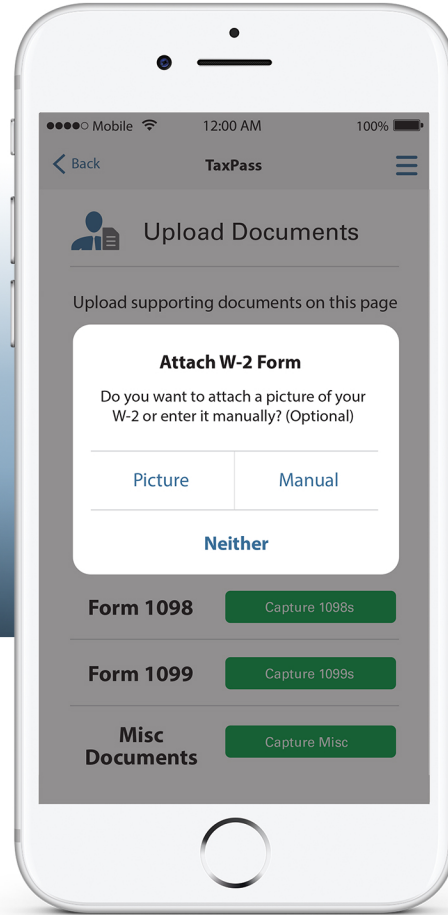 Mobile 12:00 AM 100%
Back TaxPass
Upload Documents
Upload supporting documents on this page
Attach W-2 Form
Do you want to attach a picture of your
W-2 or enter it manually? (Optional)
Picture Manual
Neither
Form 1098 Capture 1098s
Form 1099 Capture 1099s
Misc
Documents
Capture Misc